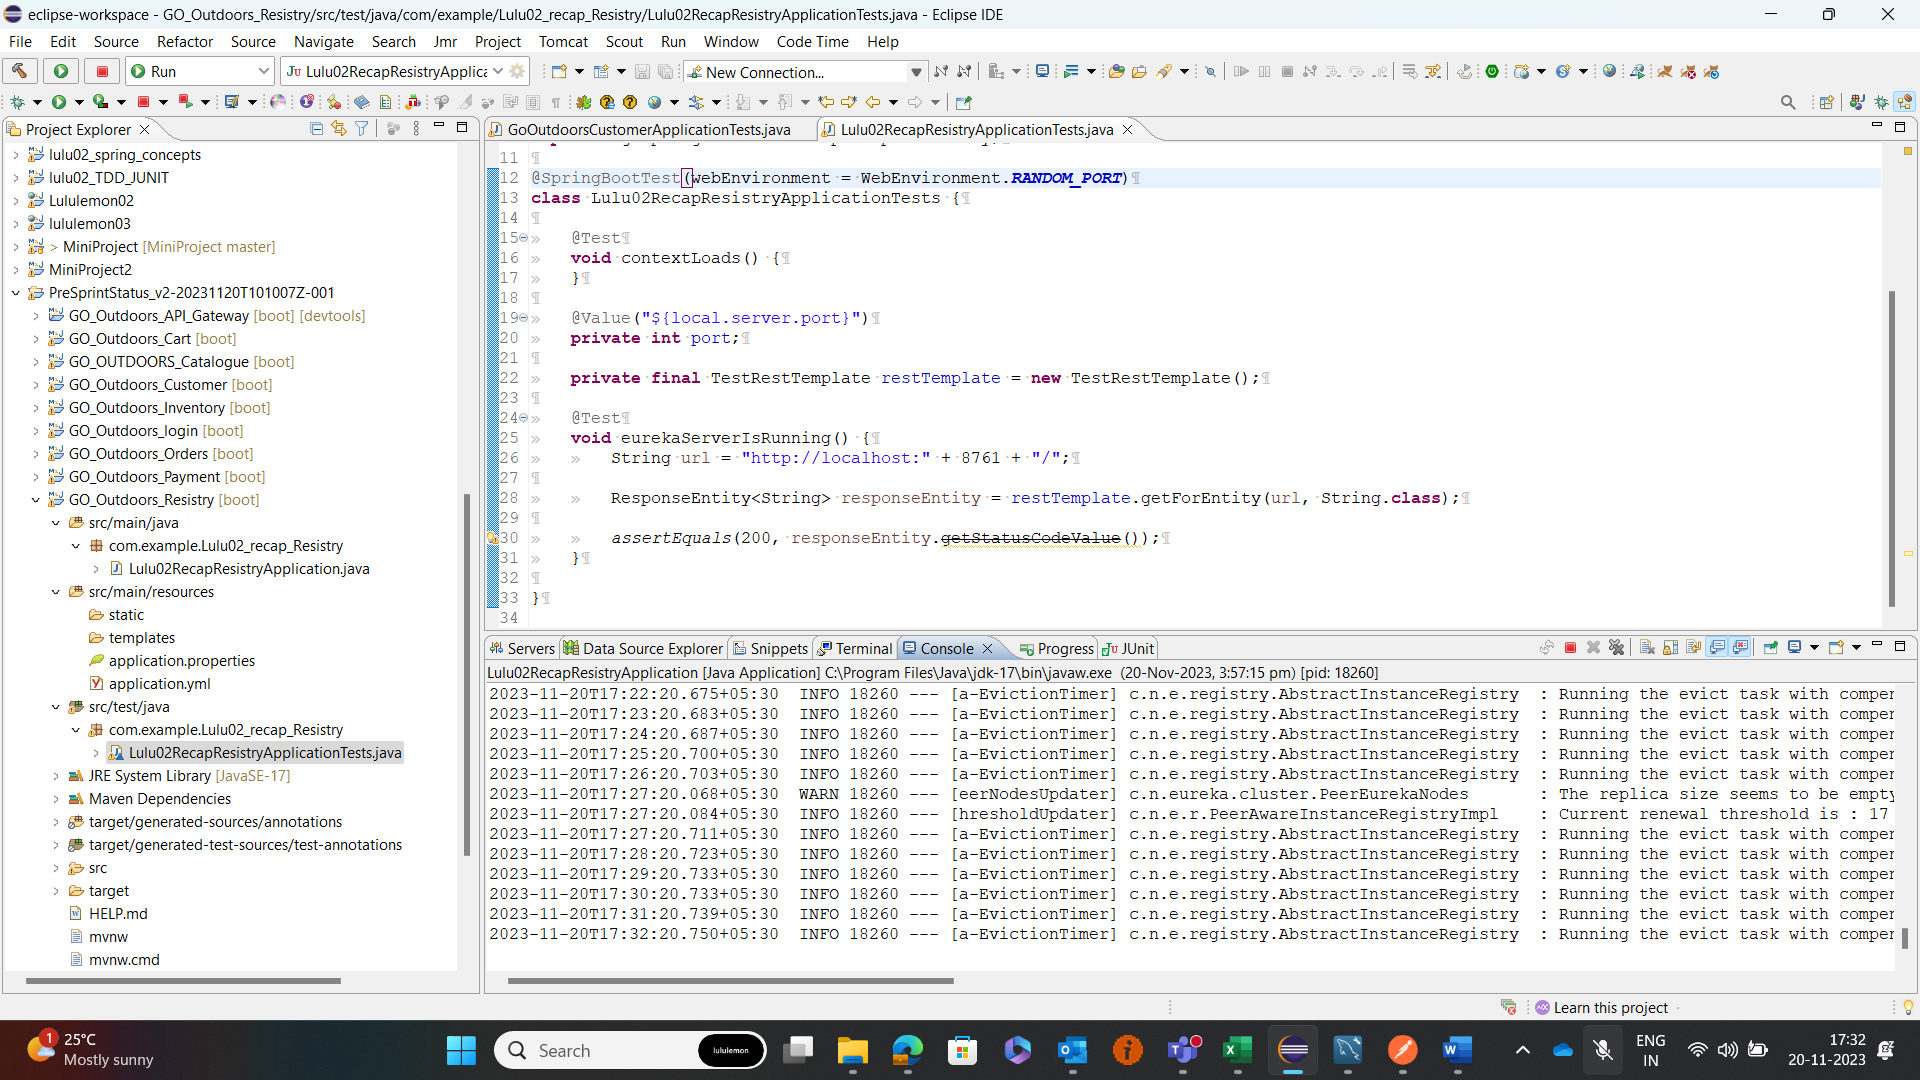 eclipse-workspace - GO_Outdoors_Resistry/src/test/java/com/example/Lulu02_recap_Resistry/Lulu02RecapResistryApplicationTests.java - Eclipse IDE
File Edit Source Refactor Source Navigate Search Jmr Project Tomcat Scout Run Window Code Time Help
Run
Lulu02RecapResistryApplica
New Connection...
Project Explorer
lulu02_spring_concepts
lulu02_TDD_JUNIT
Lululemon02
lululemon03
> MiniProject [MiniProject master]
MiniProject2
PreSprintStatus_v2-20231120T101007Z-001
GO_Outdoors_API_Gateway [boot] [devtools]
GO_Outdoors_Cart [boot]
GO_OUTDOORS_Catalogue [boot]
GO_Outdoors_Customer [boot]
GO_Outdoors_Inventory [boot]
GO_Outdoors_login [boot]
GO_Outdoors_Orders [boot]
GO_Outdoors_Payment [boot]
GO_Outdoors_Resistry [boot]
src/main/java
com.example.Lulu02_recap_Resistry
Lulu02RecapResistryApplication.java
src/main/resources
static
templates
application.properties
application.yml
src/test/java
com.example.Lulu02_recap_Resistry
Lulu02RecapResistryApplicationTests.java
JRE System Library [JavaSE-17]
Maven Dependencies
target/generated-sources/annotations
target/generated-test-sources/test-annotations
src
target
HELP.md
mvnw
mvnw.cmd
GoOutdoorsCustomerApplicationTests.java
Lulu02RecapResistryApplicationTests.java
11 ¶
12 @SpringBootTest(webEnvironment = WebEnvironment.RANDOM_PORT)¶
13 class Lulu02RecapResistryApplicationTests {¶
14 ¶
15 » @Test¶
16 » void contextLoads() {¶
17 » }¶
18 ¶
19 » @Value("${local.server.port}")¶
20 » private int port;¶
21 ¶
22 » private final TestRestTemplate restTemplate = new TestRestTemplate();¶
23 ¶
24 » @Test¶
25 » void eurekaServerIsRunning() {¶
26 » » String url = "http://localhost:" + 8761 + "/";¶
27 ¶
28 » » ResponseEntity<String> responseEntity = restTemplate.getForEntity(url, String.class);¶
29 ¶
30 » » assertEquals(200, responseEntity.getStatusCodeValue());¶
31 » }¶
32 ¶
33 }¶
34
Servers Data Source Explorer Snippets Terminal Console Progress JUnit
Lulu02RecapResistryApplication [Java Application] C:\Program Files\Java\jdk-17\bin\javaw.exe (20-Nov-2023, 3:57:15 pm) [pid: 18260]
2023-11-20T17:22:20.675+05:30 INFO 18260 --- [a-EvictionTimer] c.n.e.registry.AbstractInstanceRegistry : Running the evict task with compen
2023-11-20T17:23:20.683+05:30 INFO 18260 --- [a-EvictionTimer] c.n.e.registry.AbstractInstanceRegistry : Running the evict task with compen
2023-11-20T17:24:20.687+05:30 INFO 18260 --- [a-EvictionTimer] c.n.e.registry.AbstractInstanceRegistry : Running the evict task with compen
2023-11-20T17:25:20.700+05:30 INFO 18260 --- [a-EvictionTimer] c.n.e.registry.AbstractInstanceRegistry : Running the evict task with compen
2023-11-20T17:26:20.703+05:30 INFO 18260 --- [a-EvictionTimer] c.n.e.registry.AbstractInstanceRegistry : Running the evict task with compen
2023-11-20T17:27:20.068+05:30 WARN 18260 --- [eerNodesUpdater] c.n.eureka.cluster.PeerEurekaNodes : The replica size seems to be empty
2023-11-20T17:27:20.084+05:30 INFO 18260 --- [hresholdUpdater] c.n.e.r.PeerAwareInstanceRegistryImpl : Current renewal threshold is : 17
2023-11-20T17:27:20.711+05:30 INFO 18260 --- [a-EvictionTimer] c.n.e.registry.AbstractInstanceRegistry : Running the evict task with compen
2023-11-20T17:28:20.723+05:30 INFO 18260 --- [a-EvictionTimer] c.n.e.registry.AbstractInstanceRegistry : Running the evict task with compen
2023-11-20T17:29:20.733+05:30 INFO 18260 --- [a-EvictionTimer] c.n.e.registry.AbstractInstanceRegistry : Running the evict task with compen
2023-11-20T17:30:20.733+05:30 INFO 18260 --- [a-EvictionTimer] c.n.e.registry.AbstractInstanceRegistry : Running the evict task with compen
2023-11-20T17:31:20.739+05:30 INFO 18260 --- [a-EvictionTimer] c.n.e.registry.AbstractInstanceRegistry : Running the evict task with compen
2023-11-20T17:32:20.750+05:30 INFO 18260 --- [a-EvictionTimer] c.n.e.registry.AbstractInstanceRegistry : Running the evict task with compen
Learn this project
1
25°C
Mostly sunny
Search
lululemon
ENG
IN
17:32
20-11-2023